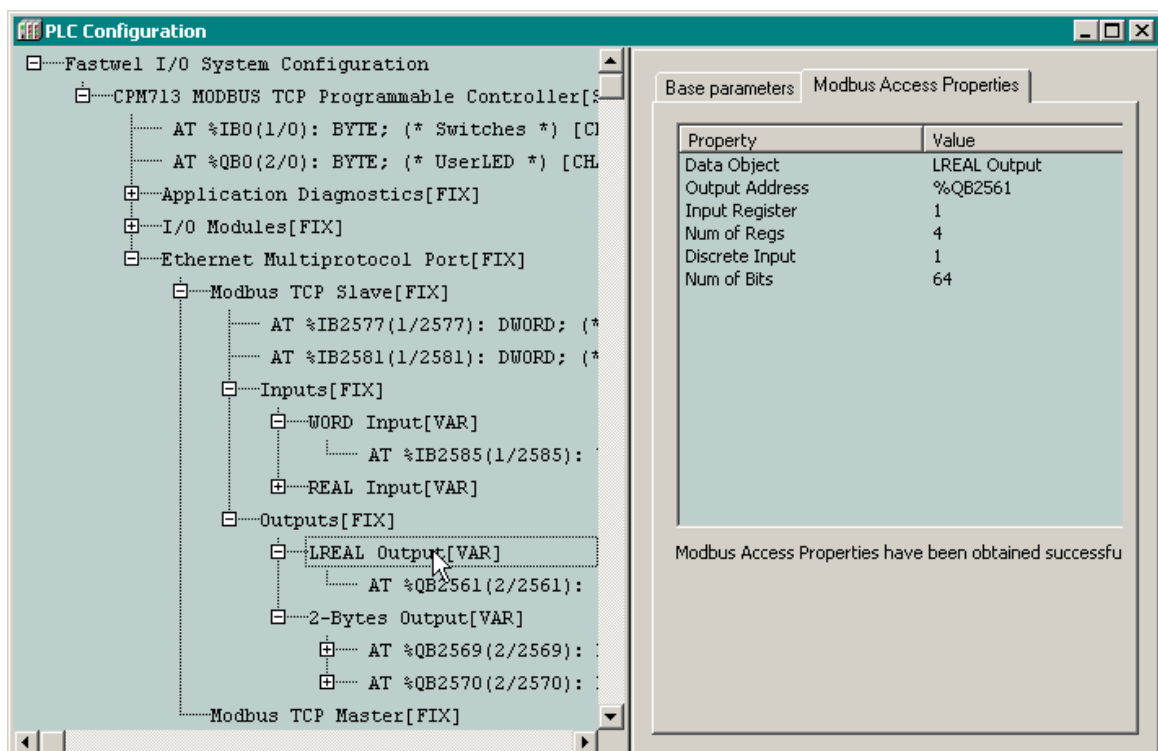 PLC Configuration
Fastwel I/O System Configuration
CPM713 MODBUS TCP Programmable Controller[S
AT %IB0(1/0): BYTE; (* Switches *) [CH
AT %QB0(2/0): BYTE; (* UserLED *) [CHA
Application Diagnostics[FIX]
I/O Modules[FIX]
Ethernet Multiprotocol Port[FIX]
Modbus TCP Slave[FIX]
AT %IB2577(1/2577): DWORD; (*
AT %IB2581(1/2581): DWORD; (*
Inputs[FIX]
WORD Input[VAR]
AT %IB2585(1/2585):
REAL Input[VAR]
Outputs[FIX]
LREAL Output[VAR]
AT %QB2561(2/2561):
2-Bytes Output[VAR]
AT %QB2569(2/2569):
AT %QB2570(2/2570):
Modbus TCP Master[FIX]
Base parameters Modbus Access Properties
Property Value
Data Object LREAL Output
Output Address %QB2561
Input Register 1
Num of Regs 4
Discrete Input 1
Num of Bits 64
Modbus Access Properties have been obtained successfu